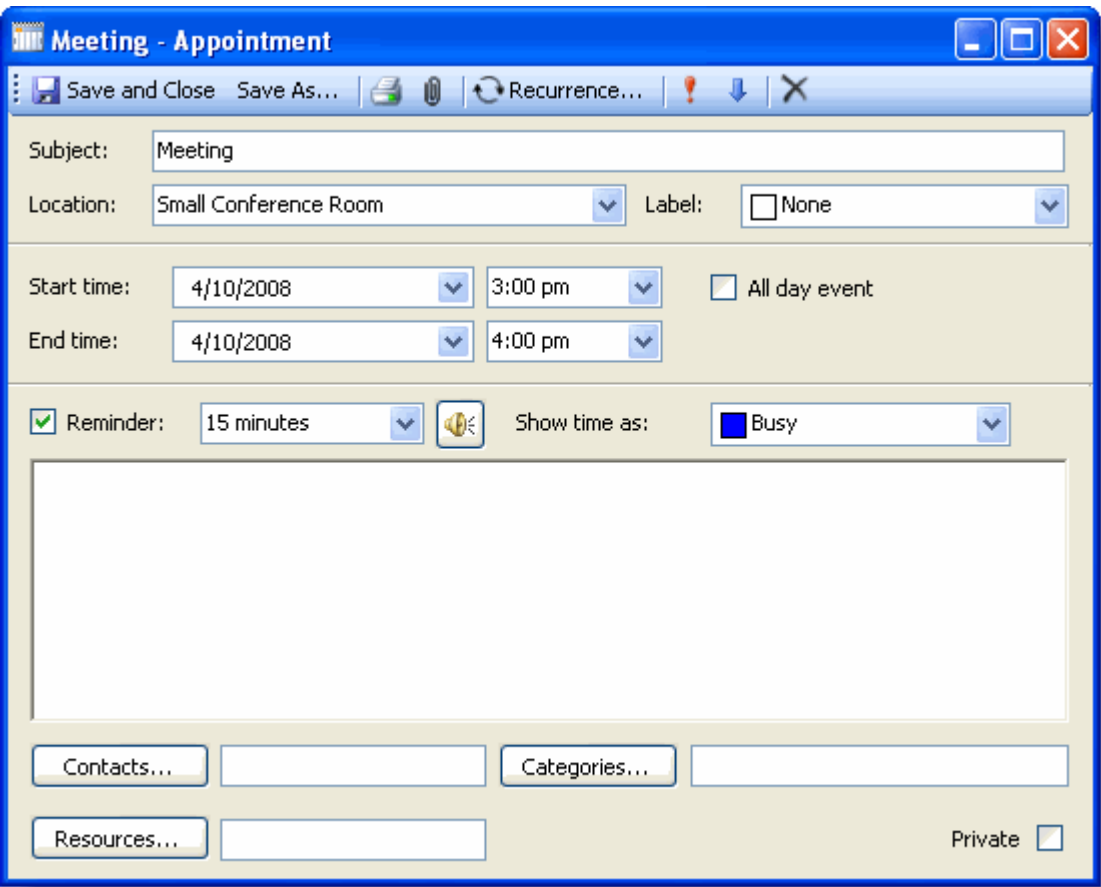 Meeting - Appointment
Save and Close Save As... Recurrence...
Subject: Meeting
Location: Small Conference Room Label: None
Start time: 4/10/2008 3:00 pm All day event
End time: 4/10/2008 4:00 pm
Reminder: 15 minutes Show time as: Busy
Contacts... Categories...
Resources... Private